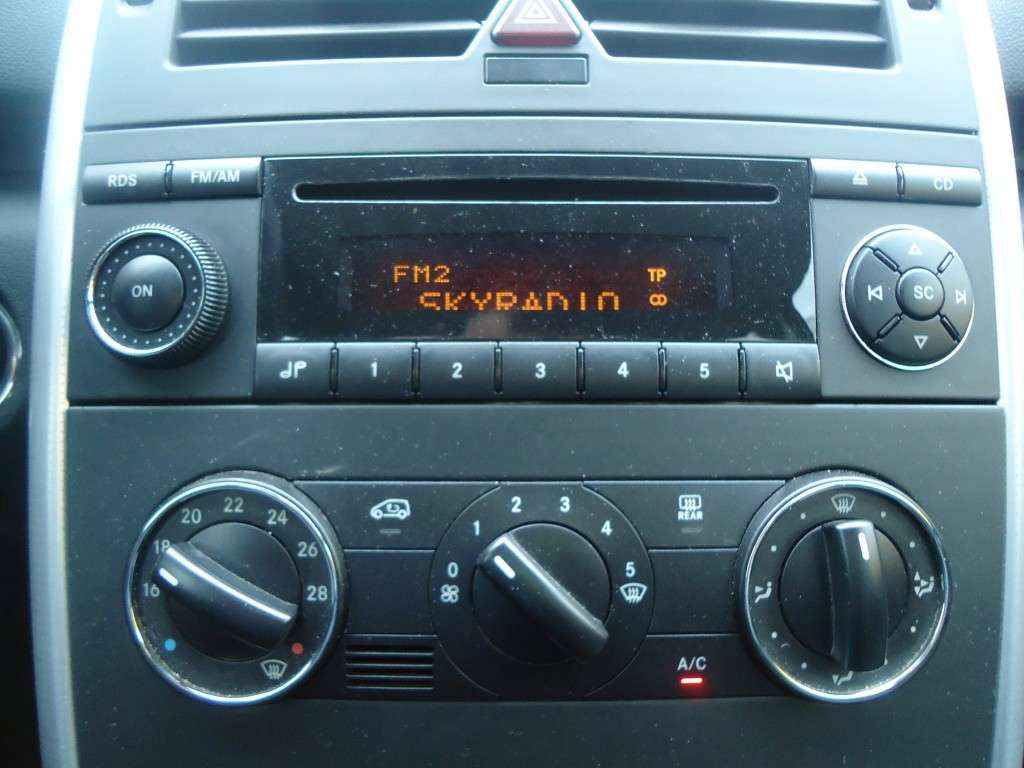 RDS FM/AM CD
FM2 TP
SKYRADIO
ON SC
1 2 3 4 5
16 18 20 22 24 26 28
0 1 2 3 4 5
REAR
A/C